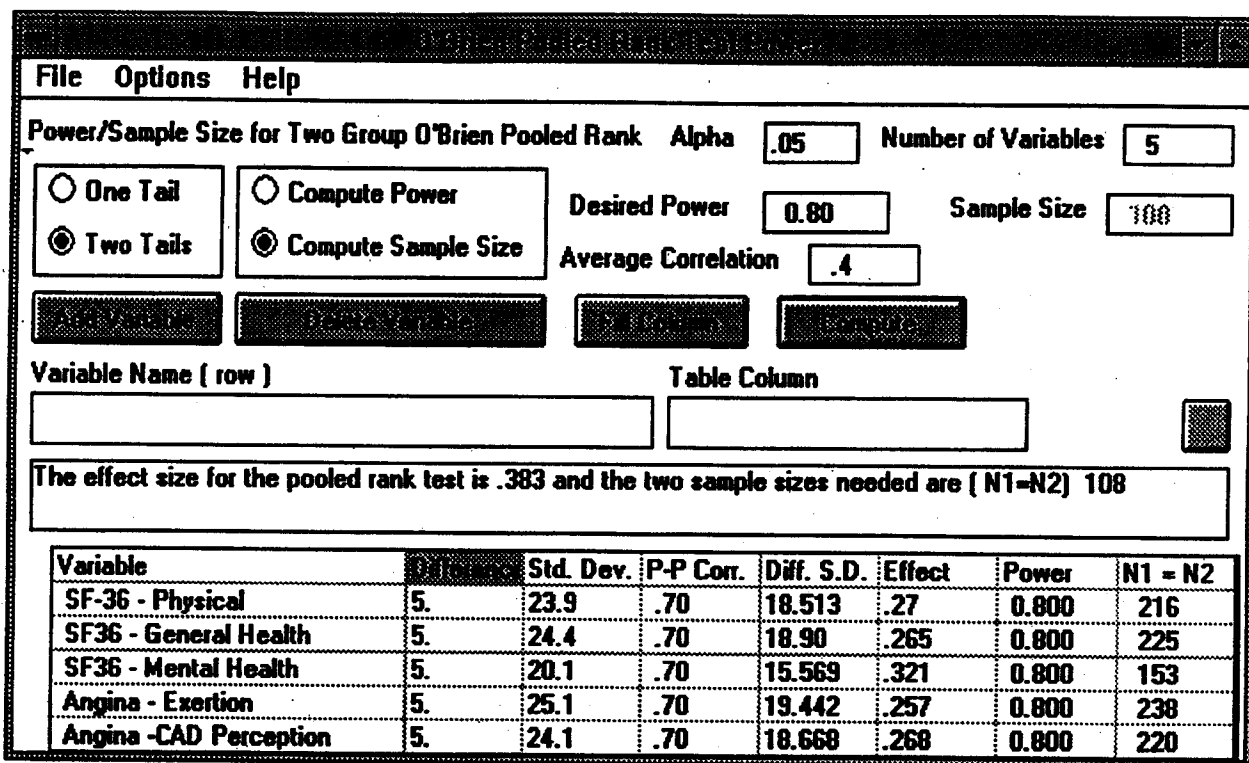 File Options Help
Power/Sample Size for Two Group O'Brien Pooled Rank Alpha .05 Number of Variables 5
One Tail Compute Power Desired Power 0.80 Sample Size 100
Two Tails Compute Sample Size Average Correlation .4
Add Variable Delete Variable Compute
Variable Name ( row ) Table Column
The effect size for the pooled rank test is .383 and the two sample sizes needed are ( N1=N2) 108
Variable Difference Std. Dev. P-P Corr. Diff. S.D. Effect Power N1 = N2
SF-36 - Physical 5. 23.9 .70 18.513 .27 0.800 216
SF36 - General Health 5. 24.4 .70 18.90 .265 0.800 225
SF36 - Mental Health 5. 20.1 .70 15.569 .321 0.800 153
Angina - Exertion 5. 25.1 .70 19.442 .257 0.800 238
Angina -CAD Perception 5. 24.1 .70 18.668 .268 0.800 220